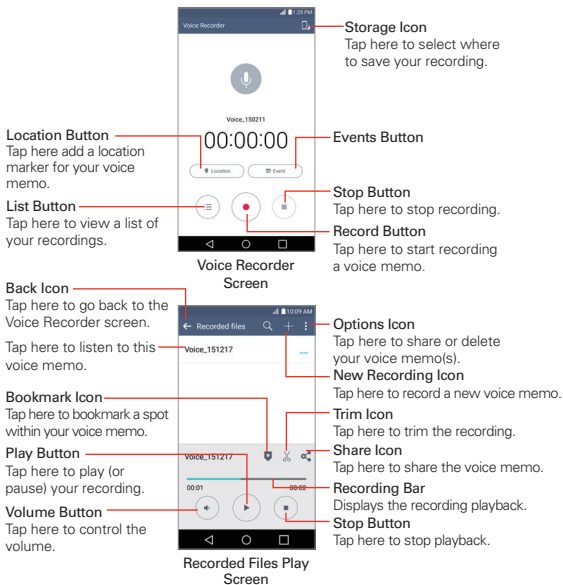 1:25 PM
Voice Recorder
Storage Icon
Tap here to select where
to save your recording.
Voice_150211
00:00:00
Location Button
Tap here add a location
marker for your voice
memo.
Location
Event
Events Button
List Button
Tap here to view a list of
your recordings.
Stop Button
Tap here to stop recording.
Record Button
Tap here to start recording
a voice memo.
Voice Recorder
Screen
Back Icon
Tap here to go back to the
Voice Recorder screen.
Tap here to listen to this
voice memo.
10:09 AM
Recorded files
Voice_151217
Options Icon
Tap here to share or delete
your voice memo(s).
New Recording Icon
Tap here to record a new voice memo.
Bookmark Icon
Tap here to bookmark a spot
within your voice memo.
Trim Icon
Tap here to trim the recording.
Share Icon
Tap here to share the voice memo.
Play Button
Tap here to play (or
pause) your recording.
Voice_151217
00:01
00:02
Recording Bar
Displays the recording playback.
Volume Button
Tap here to control the
volume.
Stop Button
Tap here to stop playback.
Recorded Files Play
Screen